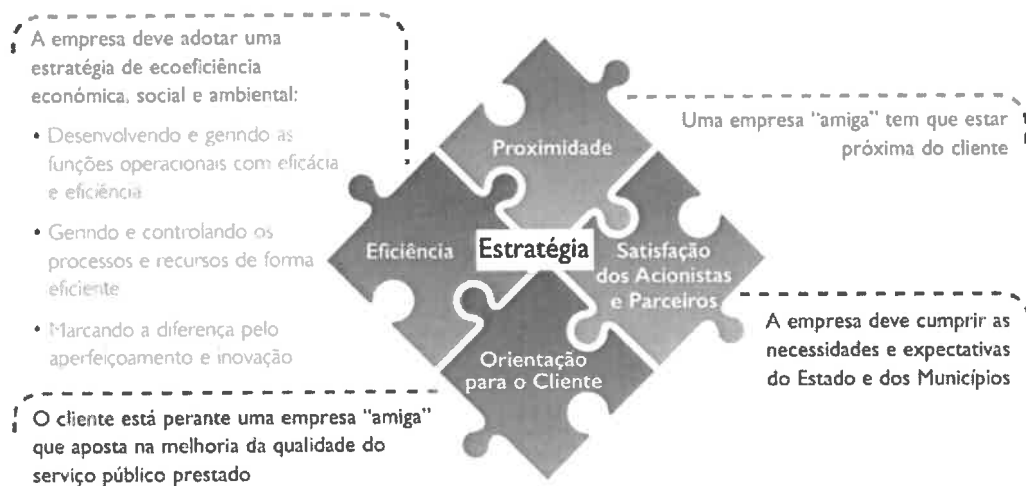 A empresa deve adotar uma
estratégia de ecoeficiência
económica, social e ambiental:
• Desenvolvendo e gerindo as
funções operacionais com eficácia
e eficiência
• Gerindo e controlando os
processos e recursos de forma
eficiente
• Marcando a diferença pelo
aperfeiçoamento e inovação
O cliente está perante uma empresa "amiga"
que aposta na melhoria da qualidade do
serviço público prestado
Proximidade
Eficiência
Estratégia
Satisfação
dos Acionistas
e Parceiros
Orientação
para o Cliente
Uma empresa "amiga" tem que estar
próxima do cliente
A empresa deve cumprir as
necessidades e expectativas
do Estado e dos Municípios